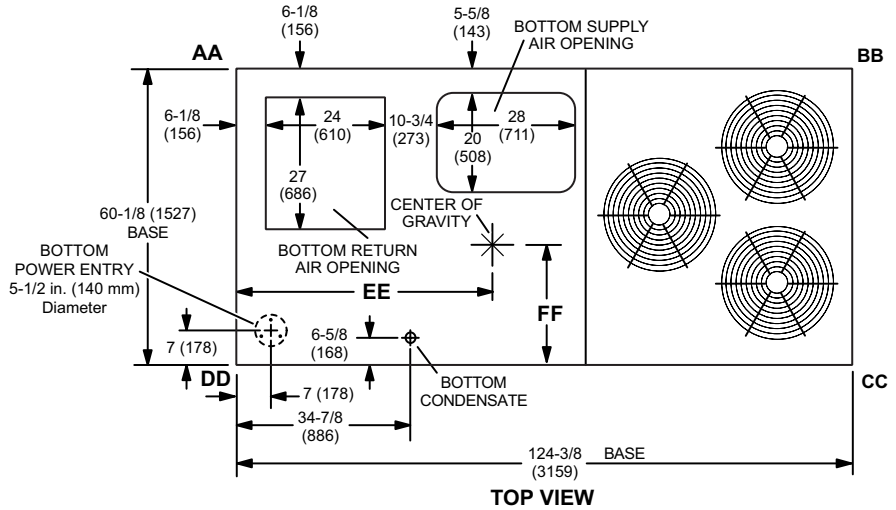 6-1/8
(156)
5-5/8
(143)
BOTTOM SUPPLY
AIR OPENING
AA
BB
6-1/8
(156)
24
(610)
10-3/4
(273)
28
(711)
20
(508)
27
(686)
CENTER OF
GRAVITY
60-1/8 (1527)
BASE
BOTTOM RETURN
AIR OPENING
BOTTOM
POWER ENTRY
5-1/2 in. (140 mm)
Diameter
EE
FF
7 (178)
6-5/8
(168)
DD
CC
7 (178)
BOTTOM
CONDENSATE
34-7/8
(886)
124-3/8 BASE
(3159)
TOP VIEW